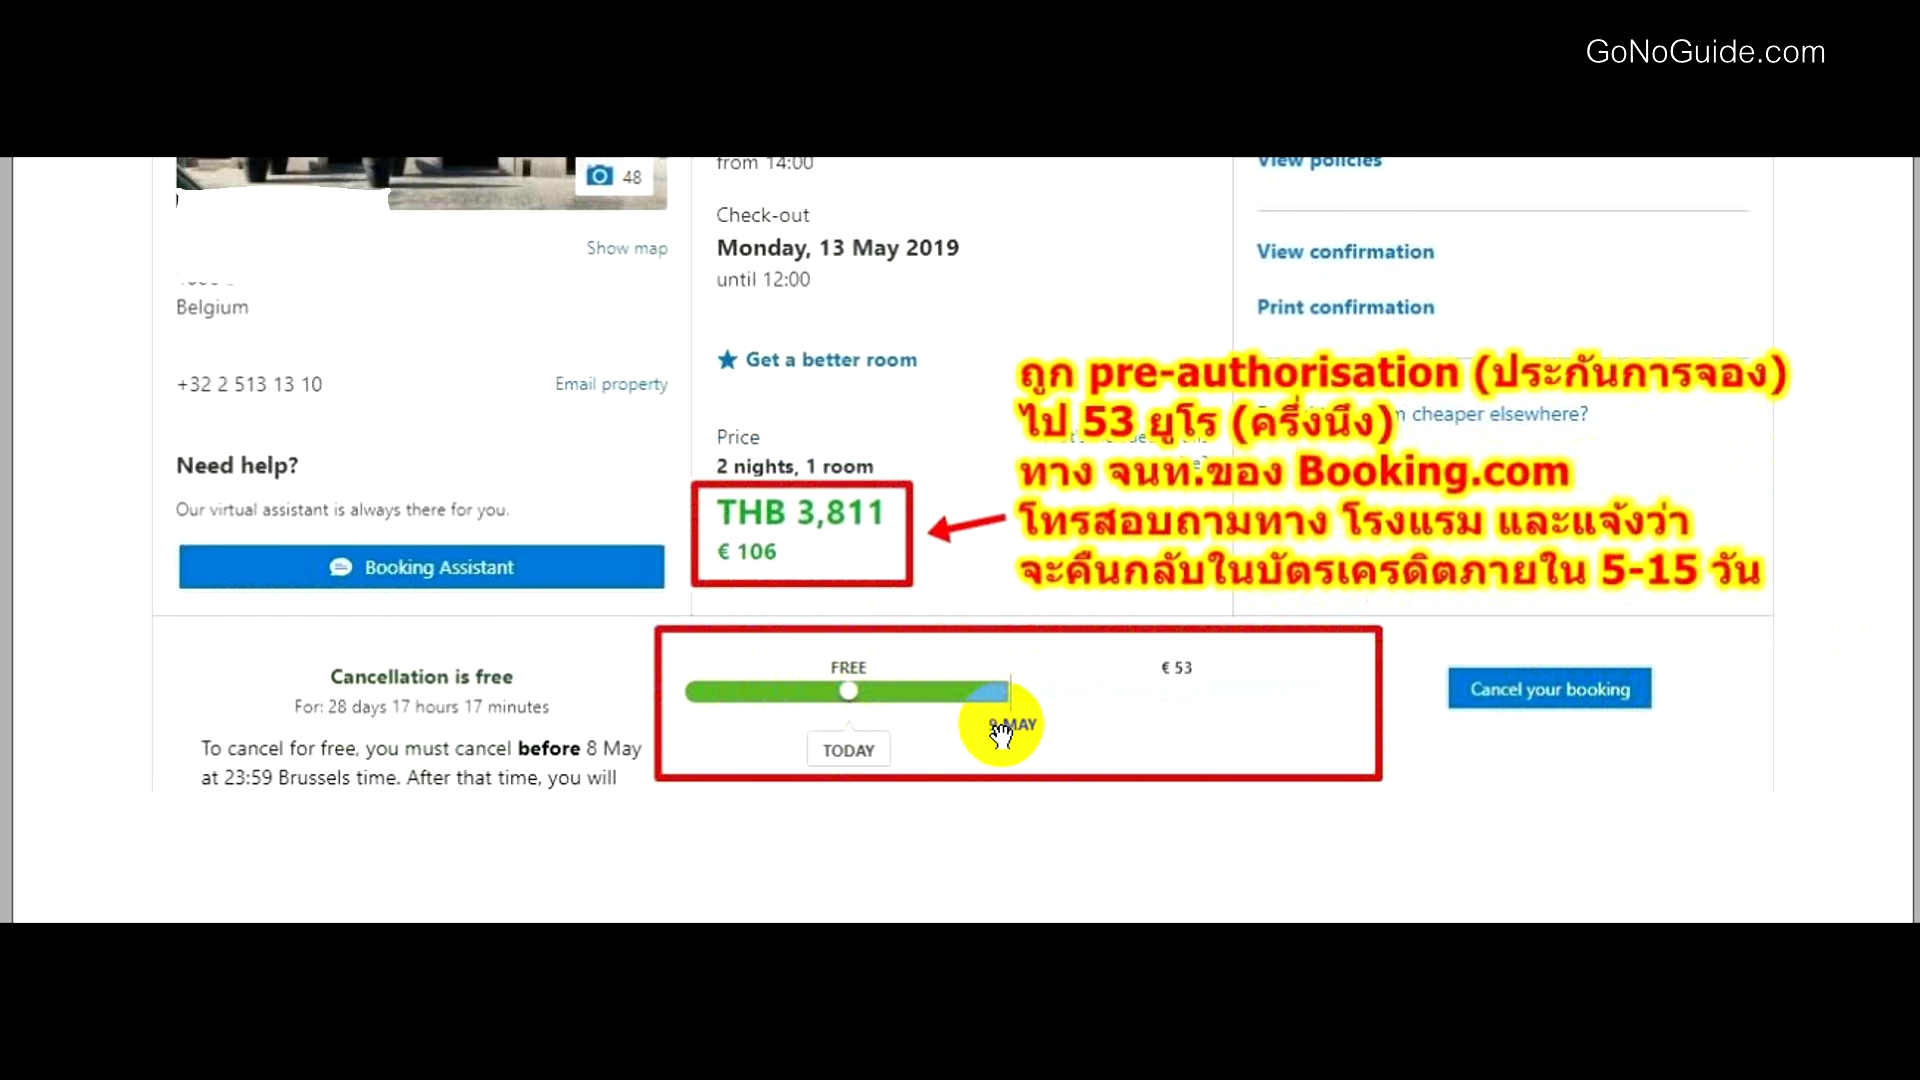 GoNoGuide.com
48
from 14:00
View policies
Check-out
Show map
Monday, 13 May 2019
View confirmation
until 12:00
Belgium
Print confirmation
Get a better room
ถูก pre-authorisation (ประกันการจอง)
+32 2 513 13 10
Email property
cheaper elsewhere?
ไป 53 ยูโร (ครึ่งนึง)
Price
Need help?
2 nights, 1 room
ทาง จนท.ของ Booking.com
Our virtual assistant is always there for you.
THB 3,811
โทรสอบถามทาง โรงแรม และแจ้งว่า
€ 106
Booking Assistant
จะคืนกลับในบัตรเครดิตภายใน 5-15 วัน
Cancellation is free
FREE
€ 53
For: 28 days 17 hours 17 minutes
Cancel your booking
9 MAY
To cancel for free, you must cancel before 8 May
TODAY
at 23:59 Brussels time. After that time, you will